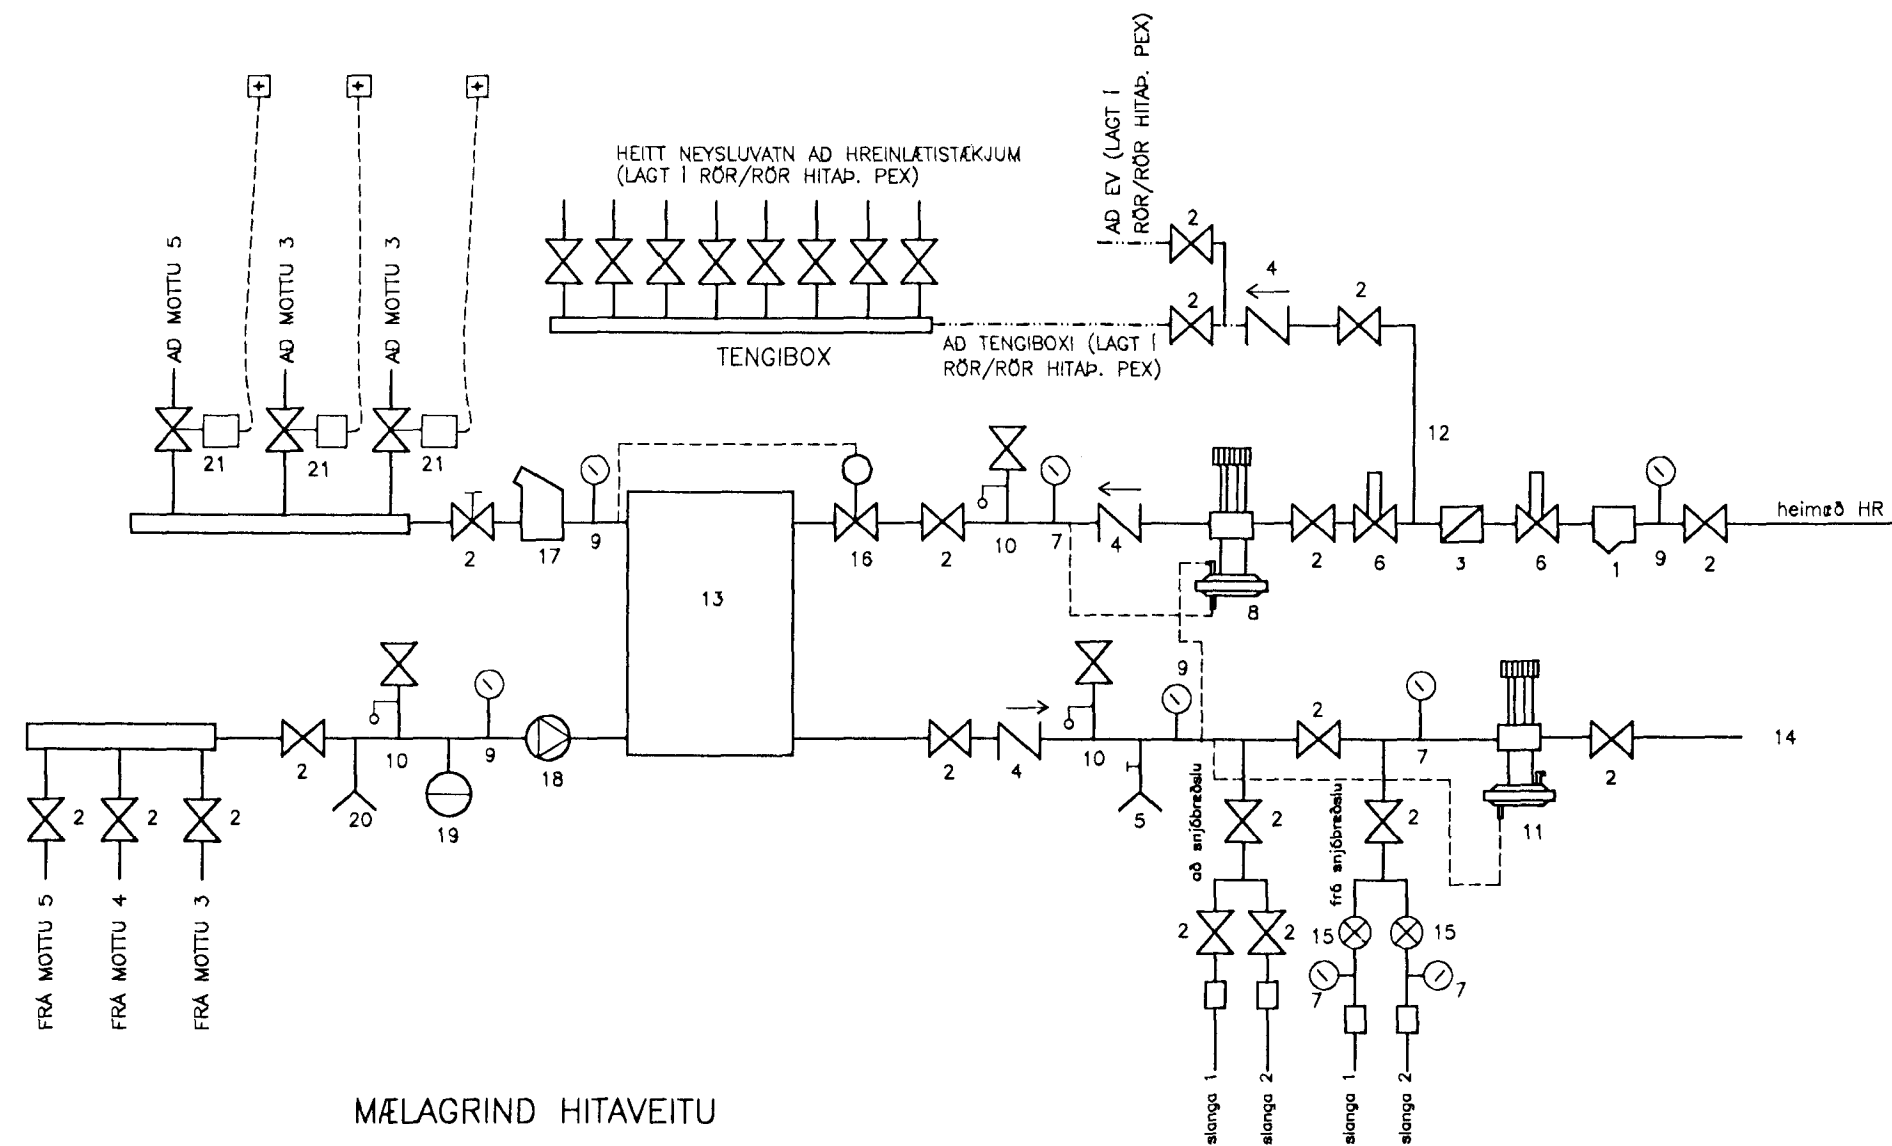 AÐ MOTTU 5
AÐ MOTTU 3
AÐ MOTTU 3
21
21
21
HEITT NEYSLUVATN AÐ HREINLÆTISTÆKJUM
(LAGT Í RÖR/RÖR HITAÞ. PEX)
TENGIBOX
AÐ EV (LAGT Í
RÖR/RÖR HITAÞ. PEX)
2
2
4
2
AÐ TENGIBOXI (LAGT Í
RÖR/RÖR HITAÞ. PEX)
12
2
17
9
13
16
2
10
7
4
8
2
6
3
6
1
9
2
heimæð HR
2
2
2
2
20
10
19
9
18
2
4
10
5
9
2
7
11
2
14
að snjóbræðslu
2
frá snjóbræðslu
2
2
2
15
15
7
7
FRÁ MOTTU 5
FRÁ MOTTU 4
FRÁ MOTTU 3
slanga 1
slanga 2
slanga 1
slanga 2
MÆLAGRIND HITAVEITU